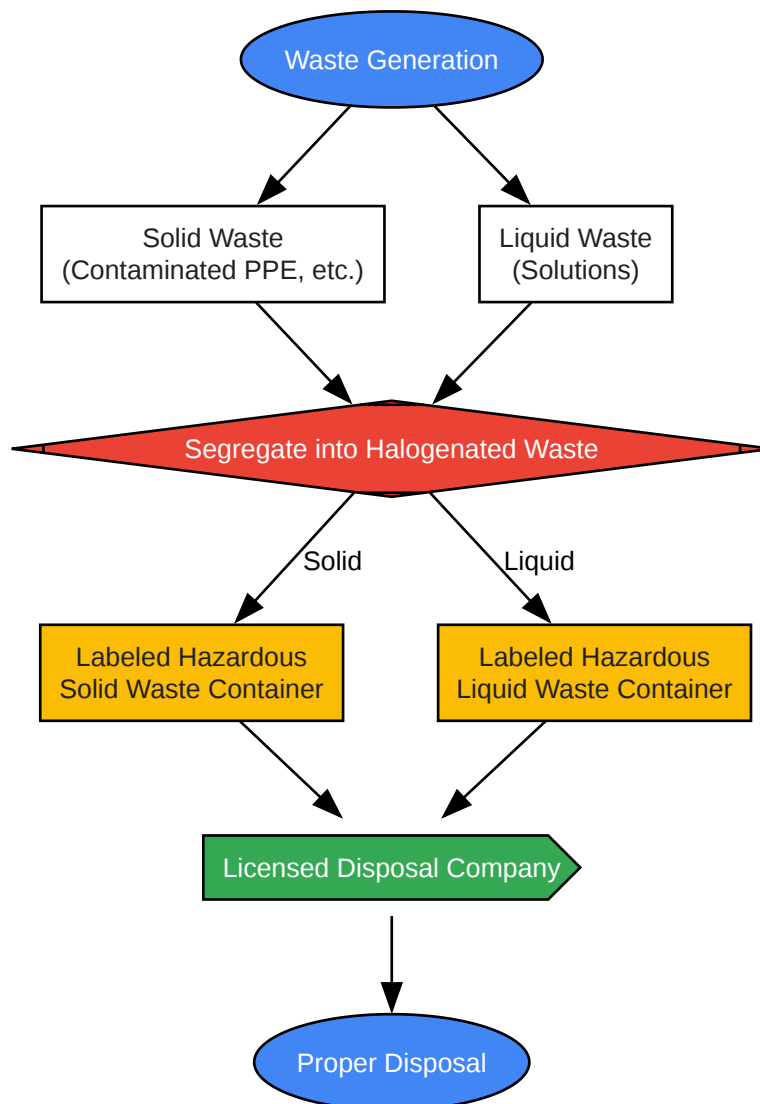 Waste Generation
Solid Waste
(Contaminated PPE, etc.)
Liquid Waste
(Solutions)
Segregate into Halogenated Waste
Solid
Liquid
Labeled Hazardous
Solid Waste Container
Labeled Hazardous
Liquid Waste Container
Licensed Disposal Company
Proper Disposal